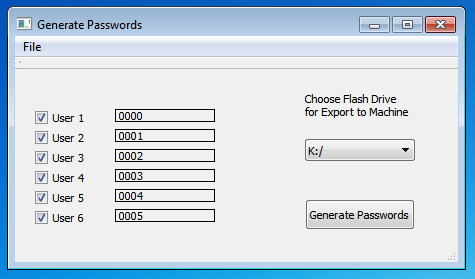 Generate Passwords
File
Choose Flash Drive
for Export to Machine
User 1 0000
User 2 0001
User 3 0002
User 4 0003
User 5 0004
User 6 0005
K:/
Generate Passwords